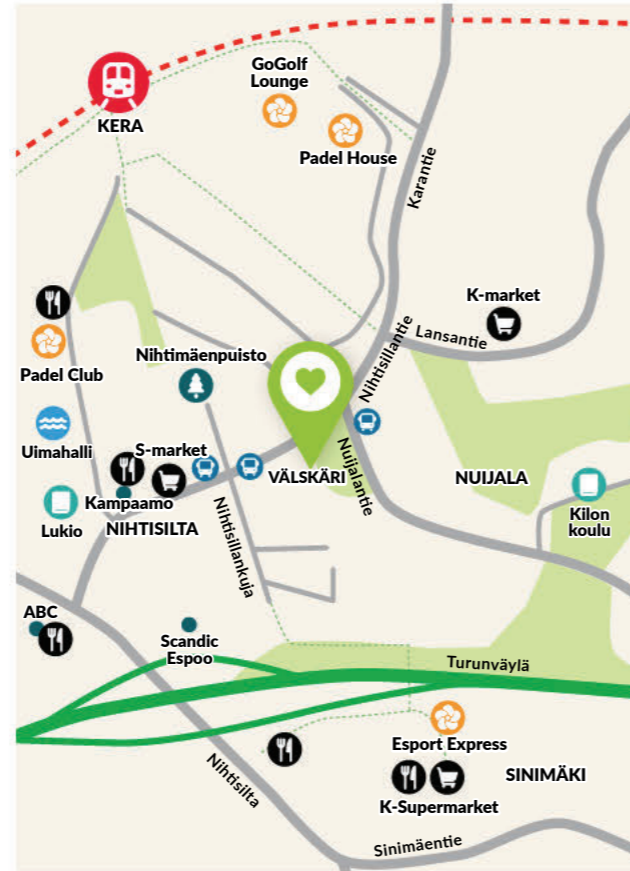 GoGolf
Lounge
KERA
Padel House
Karantie
K-market
Lansantie
Nihtisillantie
Nihtimäenpuisto
Padel Club
Uimahalli
S-market
VÄLSKÄRI
Nuijalantie
NUIJALA
Kampaamo
Lukio
NIHTISILTA
Kilon
koulu
Nihtisillankuja
ABC
Scandic
Espoo
Turunväylä
Esport Express
Nihtisilta
SINIMÄKI
K-Supermarket
Sinimäentie